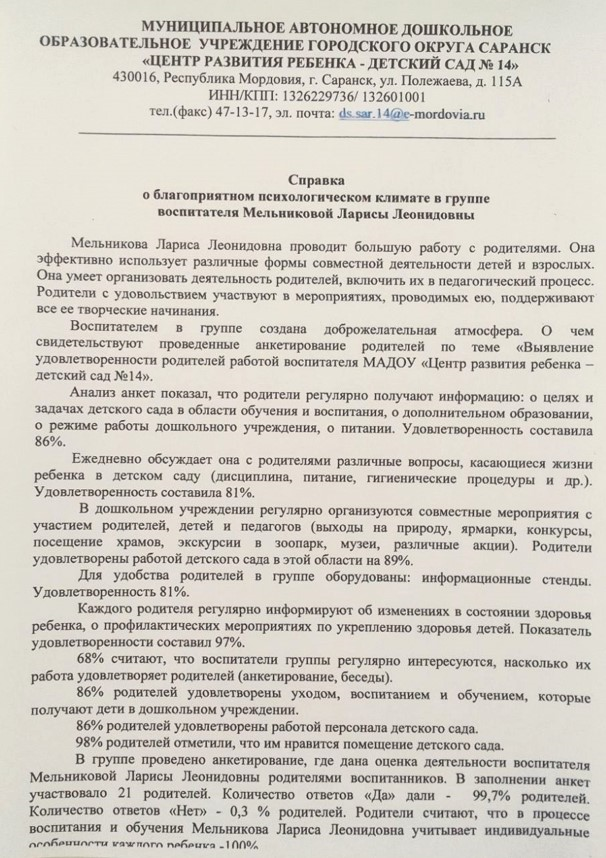 МУНИЦИПАЛЬНОЕ АВТОНОМНОЕ ДОШКОЛЬНОЕ
ОБРАЗОВАТЕЛЬНОЕ УЧРЕЖДЕНИЕ ГОРОДСКОГО ОКРУГА САРАНСК
«ЦЕНТР РАЗВИТИЯ РЕБЕНКА - ДЕТСКИЙ САД № 14»
430016, Республика Мордовия, г. Саранск, ул. Полежаева, д. 115А
ИНН/КПП: 1326229736/ 132601001
тел.(факс) 47-13-17, эл. почта: ds.sar.14@e-mordovia.ru
Справка
о благоприятном психологическом климате в группе
воспитателя Мельниковой Ларисы Леонидовны
Мельникова Лариса Леонидовна проводит большую работу с родителями. Она
эффективно использует различные формы совместной деятельности детей и взрослых.
Она умеет организовать деятельность родителей, включить их в педагогический процесс.
Родители с удовольствием участвуют в мероприятиях, проводимых ею, поддерживают
все ее творческие начинания.
Воспитателем в группе создана доброжелательная атмосфера. О чем
свидетельствуют проведенные анкетирование родителей по теме «Выявление
удовлетворенности родителей работой воспитателя МАДОУ «Центр развития ребенка –
детский сад №14».
Анализ анкет показал, что родители регулярно получают информацию: о целях и
задачах детского сада в области обучения и воспитания, о дополнительном образовании,
о режиме работы дошкольного учреждения, о питании. Удовлетворенность составила
86%.
Ежедневно обсуждает она с родителями различные вопросы, касающиеся жизни
ребенка в детском саду (дисциплина, питание, гигиенические процедуры и др.).
Удовлетворенность составила 81%.
В дошкольном учреждении регулярно организуются совместные мероприятия с
участием родителей, детей и педагогов (выходы на природу, ярмарки, конкурсы,
посещение храмов, экскурсии в зоопарк, музеи, различные акции). Родители
удовлетворены работой детского сада в этой области на 89%.
Для удобства родителей в группе оборудованы: информационные стенды.
Удовлетворенность 81%.
Каждого родителя регулярно информируют об изменениях в состоянии здоровья
ребенка, о профилактических мероприятиях по укреплению здоровья детей. Показатель
удовлетворенности составил 97%.
68% считают, что воспитатели группы регулярно интересуются, насколько их
работа удовлетворяет родителей (анкетирование, беседы).
86% родителей удовлетворены уходом, воспитанием и обучением, которые
получают дети в дошкольном учреждении.
86% родителей удовлетворены работой персонала детского сада.
98% родителей отметили, что им нравится помещение детского сада.
В группе проведено анкетирование, где дана оценка деятельности воспитателя
Мельниковой Ларисы Леонидовны родителями воспитанников. В заполнении анкет
участвовало 21 родителей. Количество ответов «Да» дали - 99,7% родителей.
Количество ответов «Нет» - 0,3 % родителей. Родители считают, что в процессе
воспитания и обучения Мельникова Лариса Леонидовна учитывает индивидуальные
особенности каждого ребенка -100%